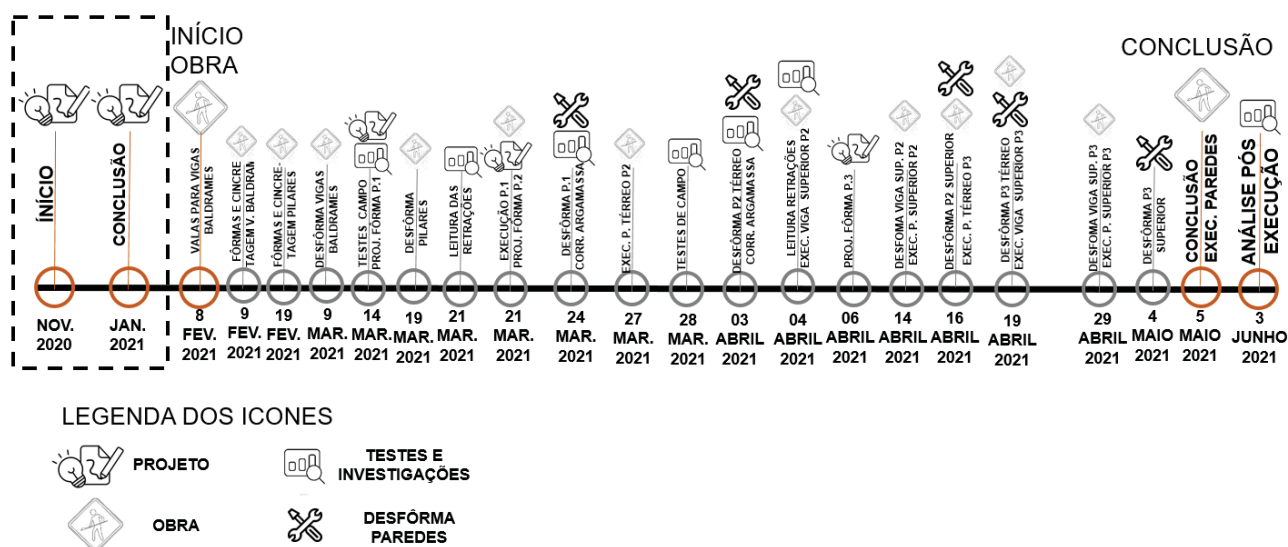 INÍCIO
OBRA
CONCLUSÃO
ÍNICIO
CONCLUSÃO
VALAS PARA VIGAS
BALDRAMES
FÔRMAS E CINCRE-
TAGEM V. BALDRAM
FÔRMAS E CINCRE-
TAGEM PILARES
DESFÔRMA VIGAS
BALDRAMES
TESTES CAMPO
PROJ. FÔRMA P.1
DESFÔRMA
PILARES
LEITURA DAS
RETRAÇÕES
EXECUÇÃO P.1
PROJ. FÔRMA P.2
DESFÔRMA P.1
CORR. ARGAMASSA
EXEC. P. TÉRREO P2
TESTES DE CAMPO
DESFÔRMA P2 TÉRREO
CORR. ARGAMASSA
LEITURA RETRAÇÕES
EXEC. VIGA SUPERIOR P2
PROJ. FÔRMA P.3
DESFOMA VIGA SUP. P2
EXEC. P. SUPERIOR P2
DESFÔRMA P2 SUPERIOR
EXEC. P. TÉRREO P3
DESFÔRMA P3 TÉRREO
EXEC. VIGA SUPERIOR P3
DESFOMA VIGA SUP. P3
EXEC. P. SUPERIOR P3
DESFÔRMA P3
SUPERIOR
CONCLUSÃO
EXEC. PAREDES
ANÁLISE PÓS
EXECUÇÃO
NOV.
2020
JAN.
2021
8
FEV.
2021
9
FEV.
2021
19
FEV.
2021
9
MAR.
2021
14
MAR.
2021
19
MAR.
2021
21
MAR.
2021
21
MAR.
2021
24
MAR.
2021
27
MAR.
2021
28
MAR.
2021
03
ABRIL
2021
04
ABRIL
2021
06
ABRIL
2021
14
ABRIL
2021
16
ABRIL
2021
19
ABRIL
2021
29
ABRIL
2021
4
MAIO
2021
5
MAIO
2021
3
JUNHO
2021
LEGENDA DOS ICONES
PROJETO
TESTES E
INVESTIGAÇÕES
OBRA
DESFÔRMA
PAREDES